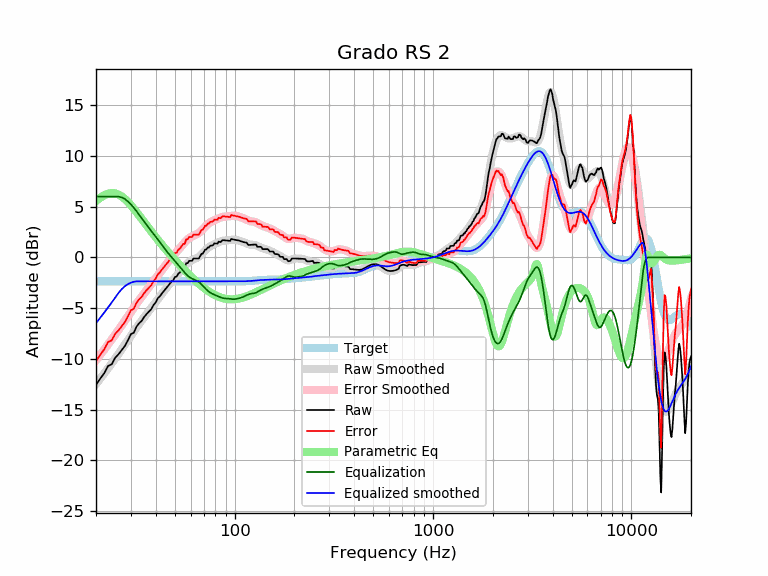 Grado RS 2
Amplitude (dBr)
15
10
5
0
−5
−10
−15
−20
−25
Target
Raw Smoothed
Error Smoothed
Raw
Error
Parametric Eq
Equalization
Equalized smoothed
100
1000
10000
Frequency (Hz)